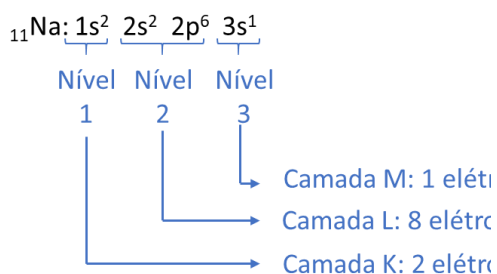 ₁₁Na: 1s² 2s² 2p⁶ 3s¹
Nível Nível Nível
1 2 3
Camada M: 1
Camada L: 8
Camada K: 2